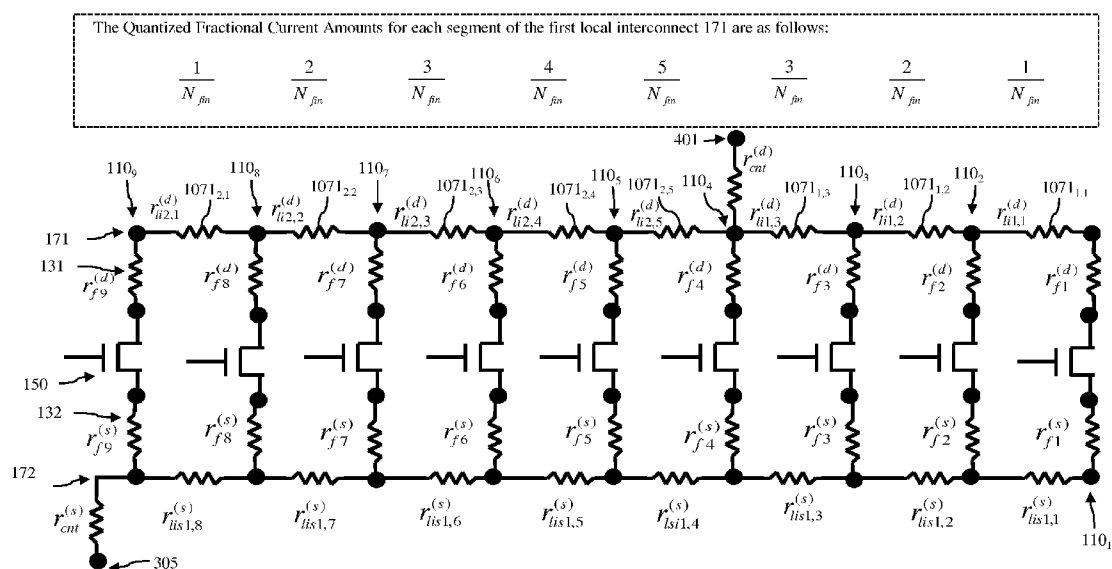 The Quantized Fractional Current Amounts for each segment of the first local interconnect 171 are as follows:
1/N_fin 2/N_fin 3/N_fin 4/N_fin 5/N_fin 3/N_fin 2/N_fin 1/N_fin
401
r_cnt^(d)
110_9 1071_2,1 110_8 1071_2,2 110_7 1071_2,3 110_6 1071_2,4 110_5 1071_2,5 110_4 1071_1,3 110_3 1071_1,2 110_2 1071_1,1
r_li2,1^(d) r_li2,2^(d) r_li2,3^(d) r_li2,4^(d) r_li2,5^(d) r_li1,3^(d) r_li1,2^(d) r_li1,1^(d)
171
131
r_f9^(d) r_f8^(d) r_f7^(d) r_f6^(d) r_f5^(d) r_f4^(d) r_f3^(d) r_f2^(d) r_f1^(d)
150
132
r_f9^(s) r_f8^(s) r_f7^(s) r_f6^(s) r_f5^(s) r_f4^(s) r_f3^(s) r_f2^(s) r_f1^(s)
172
r_cnt^(s) r_lis1,8^(s) r_lis1,7^(s) r_lis1,6^(s) r_lis1,5^(s) r_lsi1,4^(s) r_lis1,3^(s) r_lis1,2^(s) r_lis1,1^(s)
110_1
305